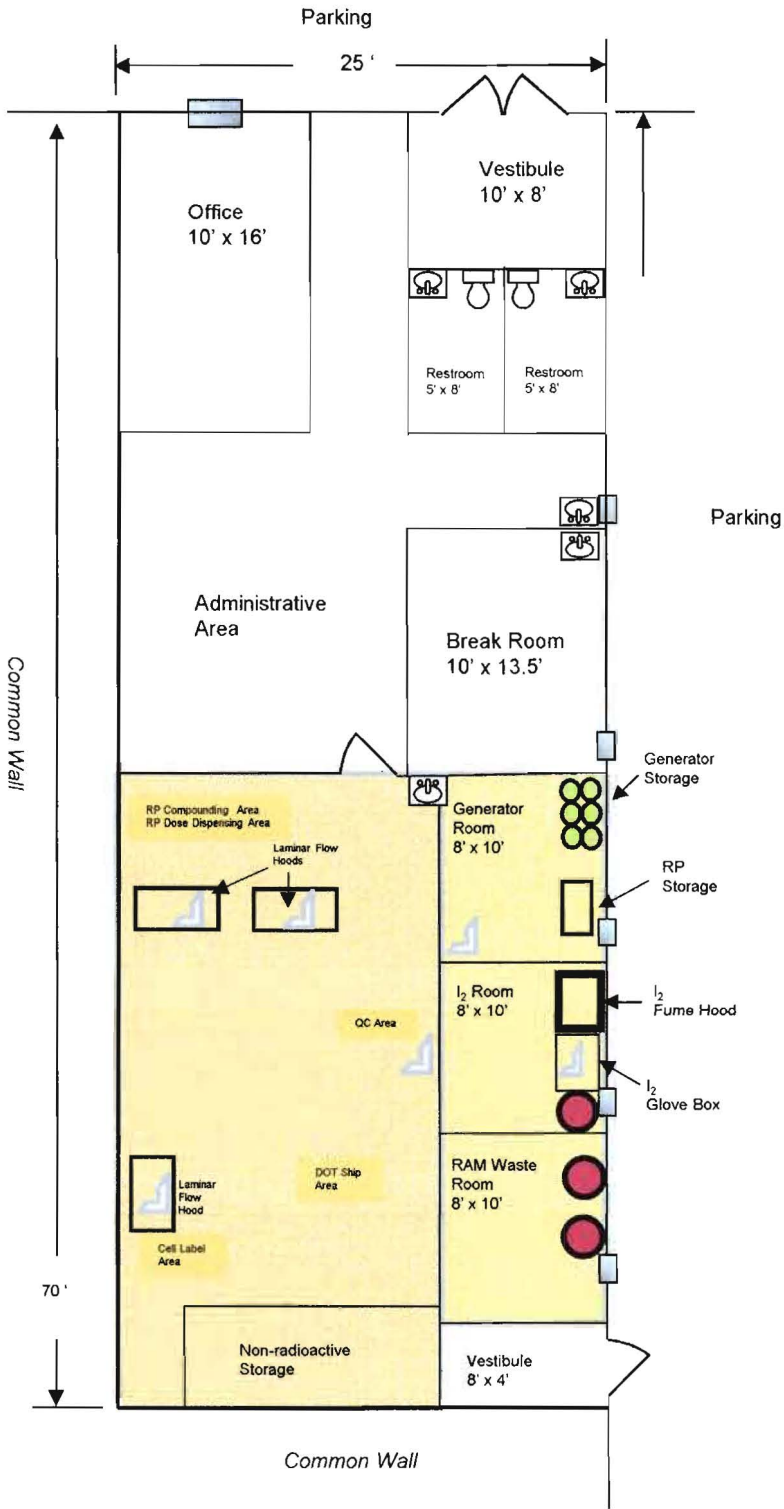 Parking
25 '
Vestibule
10' x 8'
Office
10' x 16'
Restroom
5' x 8'
Restroom
5' x 8'
Parking
Administrative
Area
Break Room
10' x 13.5'
Common Wall
Generator
Storage
RP Compounding Area
RP Dose Dispensing Area
Laminar Flow
Hoods
Generator
Room
8' x 10'
RP
Storage
I₂ Room
8' x 10'
I₂
Fume Hood
QC Area
I₂
Glove Box
RAM Waste
Room
8' x 10'
DOT Ship
Area
Laminar
Flow
Hood
Cell Label
Area
70 '
Non-radioactive
Storage
Vestibule
8' x 4'
Common Wall